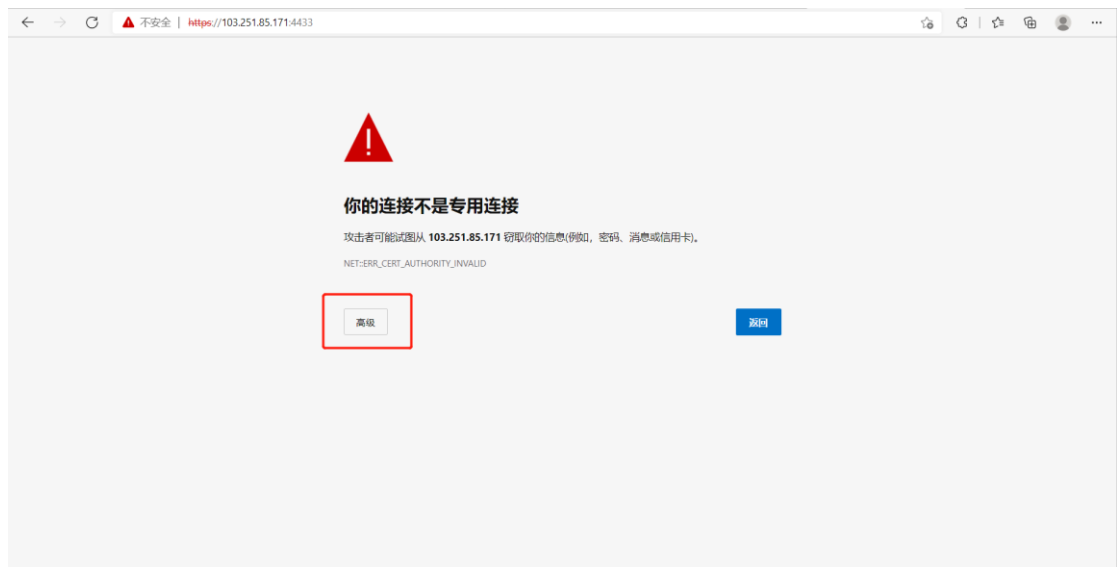 不安全 | https://103.251.85.171:4433
你的连接不是专用连接
攻击者可能试图从 103.251.85.171 窃取你的信息(例如，密码、消息或信用卡)。
NET::ERR_CERT_AUTHORITY_INVALID
高级
返回